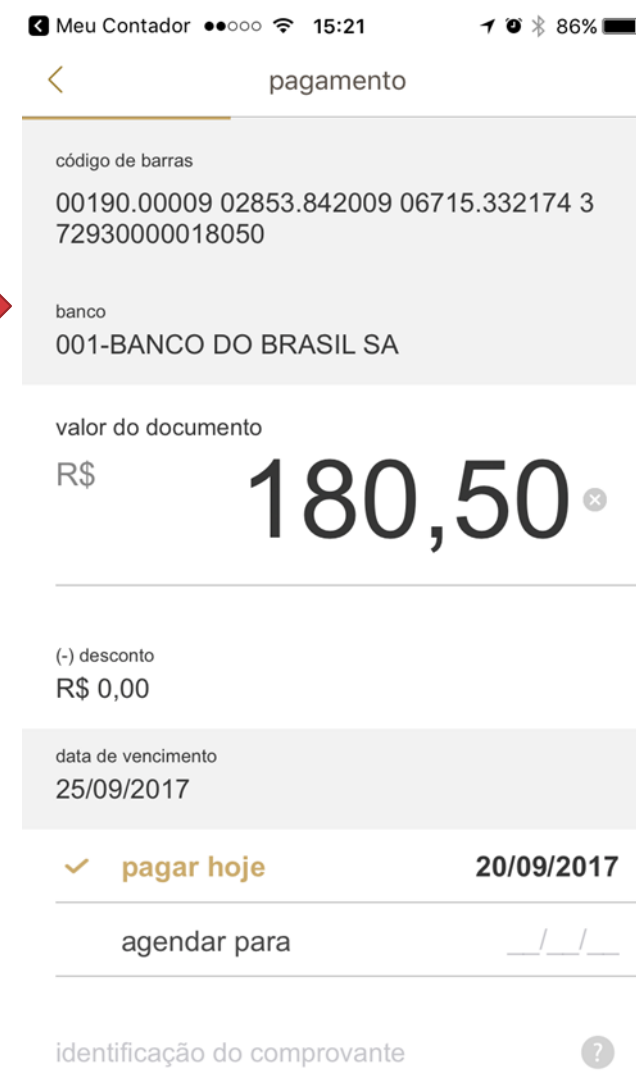 Meu Contador 15:21 86%
pagamento
código de barras
00190.00009 02853.842009 06715.332174 3
72930000018050
banco
001-BANCO DO BRASIL SA
valor do documento
R$ 180,50
(-) desconto
R$ 0,00
data de vencimento
25/09/2017
pagar hoje 20/09/2017
agendar para __/__/__
identificação do comprovante ?